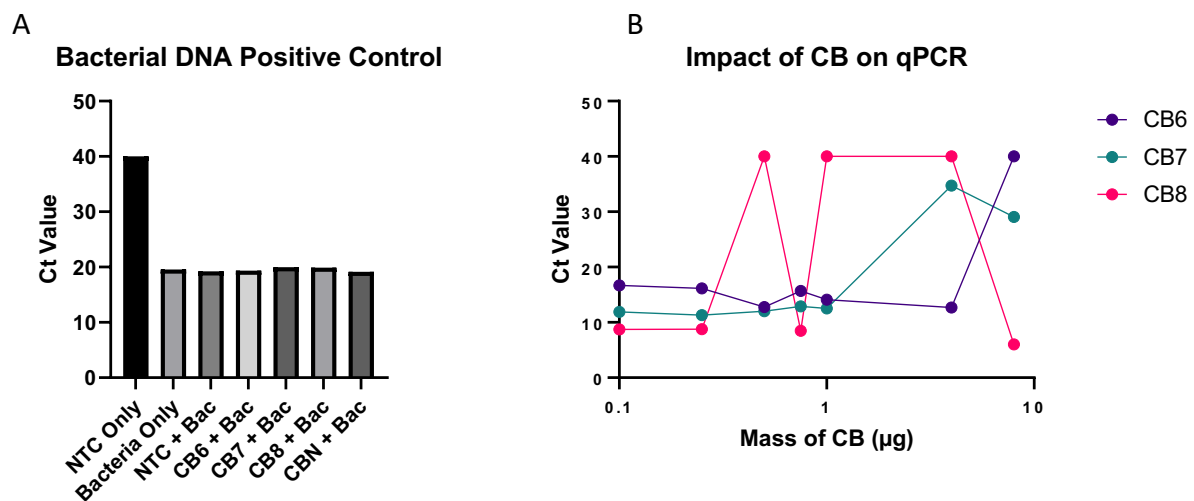 A
Bacterial DNA Positive Control
Ct Value
50
40
30
20
10
0
NTC Only
Bacteria Only
NTC + Bac
CB6 + Bac
CB7 + Bac
CB8 + Bac
CBN + Bac
B
Impact of CB on qPCR
Ct Value
50
40
30
20
10
0
0.1
1
10
Mass of CB (µg)
CB6
CB7
CB8